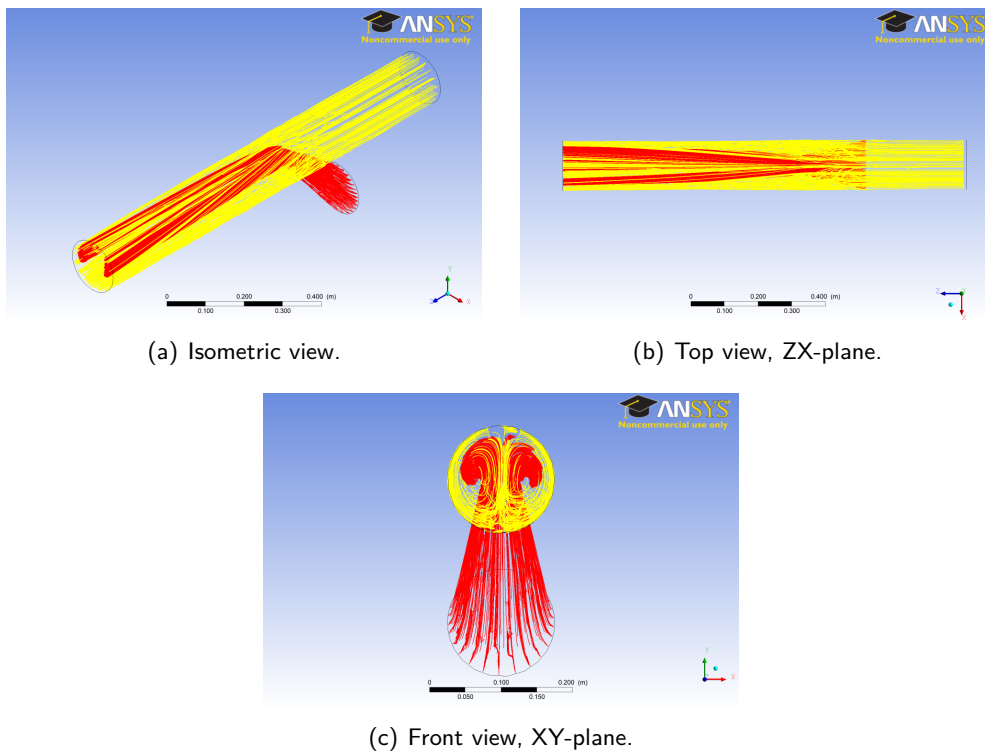 ANSYS
Noncommercial use only
Y
Z
X
0
0.200
0.400 (m)
0.100
0.300
(a) Isometric view.
ANSYS
Noncommercial use only
0
0.200
0.400 (m)
0.100
0.300
Z
Y
X
(b) Top view, ZX-plane.
ANSYS
Noncommercial use only
0
0.100
0.200 (m)
0.050
0.150
Y
Z
X
(c) Front view, XY-plane.